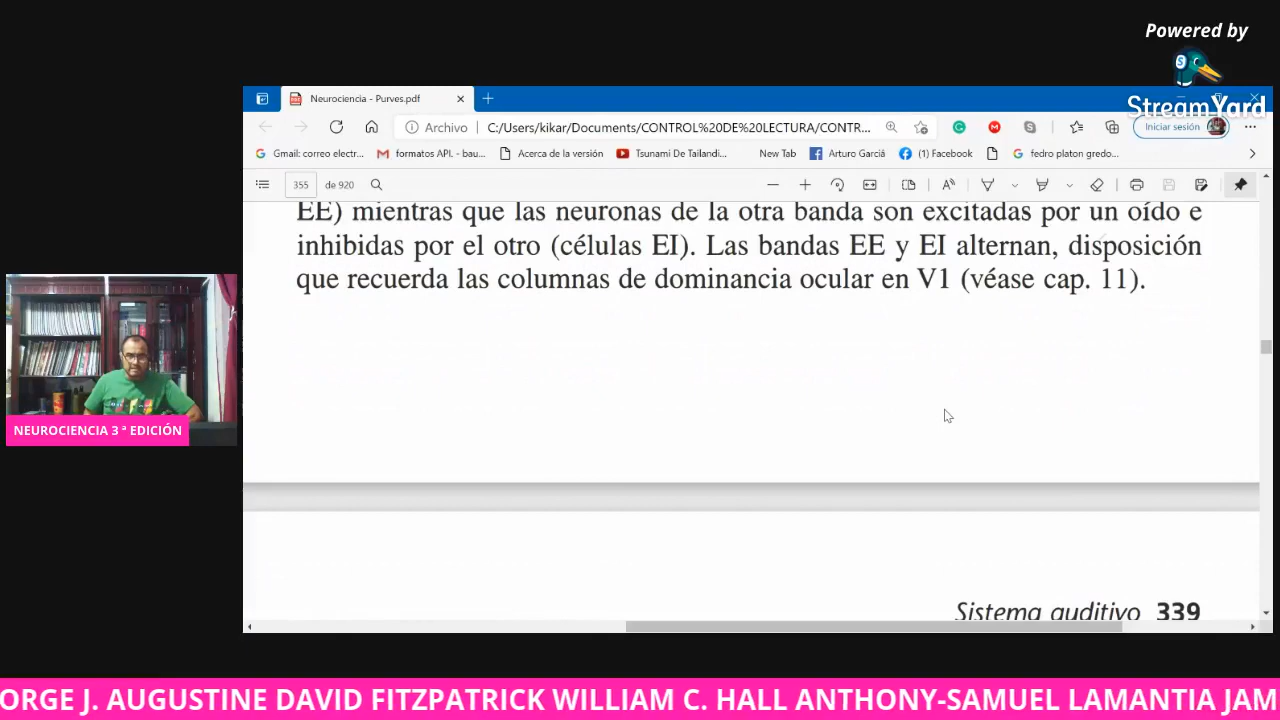 Powered by
StreamYard
Neurociencia - Purves.pdf
Archivo C:/Users/kikar/Documents/CONTROL%20DE%20LECTURA/CONTR...
Iniciar sesión
Gmail: correo electr...
formatos APL - bau...
Acerca de la versión
Tsunami De Tailandi...
New Tab
Arturo Garciâ
(1) Facebook
fedro platon gredo...
355 de 920
EE) mientras que las neuronas de la otra banda son excitadas por un oído e
inhibidas por el otro (células EI). Las bandas EE y EI alternan, disposición
que recuerda las columnas de dominancia ocular en V1 (véase cap. 11).
Sistema auditivo 339
NEUROCIENCIA 3 ª EDICIÓN
ORGE J. AUGUSTINE DAVID FITZPATRICK WILLIAM C. HALL ANTHONY-SAMUEL LAMANTIA JAM